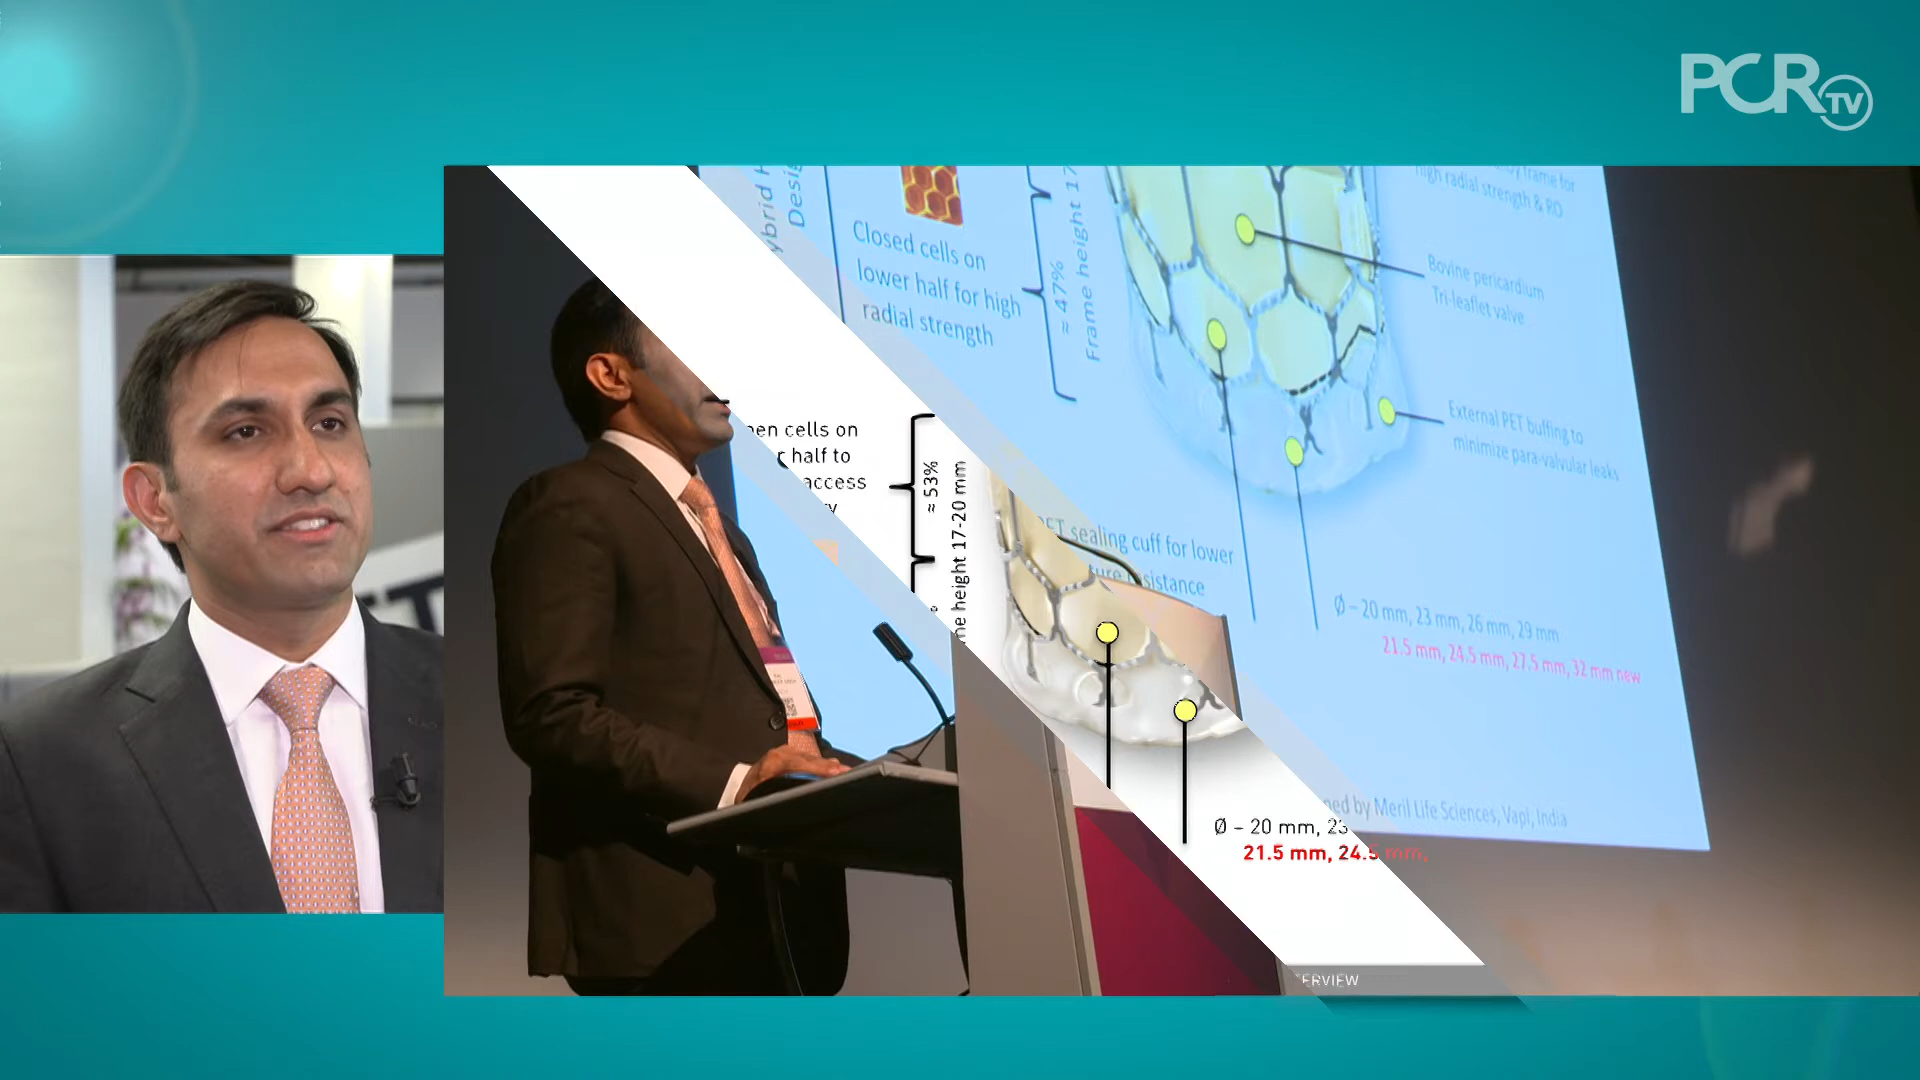 PCR
TV
Closed cells on
lower half for high
radial strength
≈ 47%
Frame height 17
high radial strength & RO
Bovine pericardium
Tri-leaflet valve
External PET buffing to
minimize para-valvular leaks
cells on
half to
access
≈ 53%
height 17-20 mm
sealing cuff for lower
Ø – 20 mm, 23 mm, 26 mm, 29 mm
21.5 mm, 24.5 mm, 27.5 mm, 32 mm new
by Meril Life Sciences, Vapi, India
Ø – 20 mm, 23
21.5 mm, 24.5 mm,